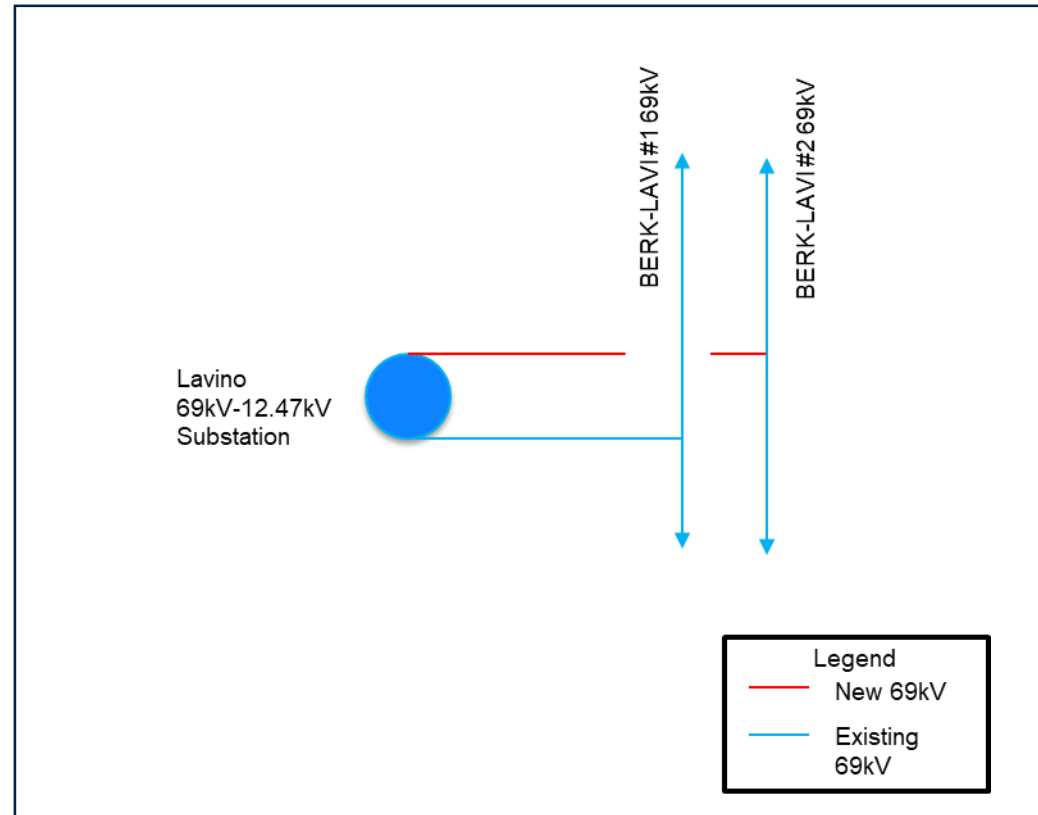 BERK-LAVI #1 69kV
BERK-LAVI #2 69kV
Lavino
69kV-12.47kV
Substation
Legend
New 69kV
Existing
69kV